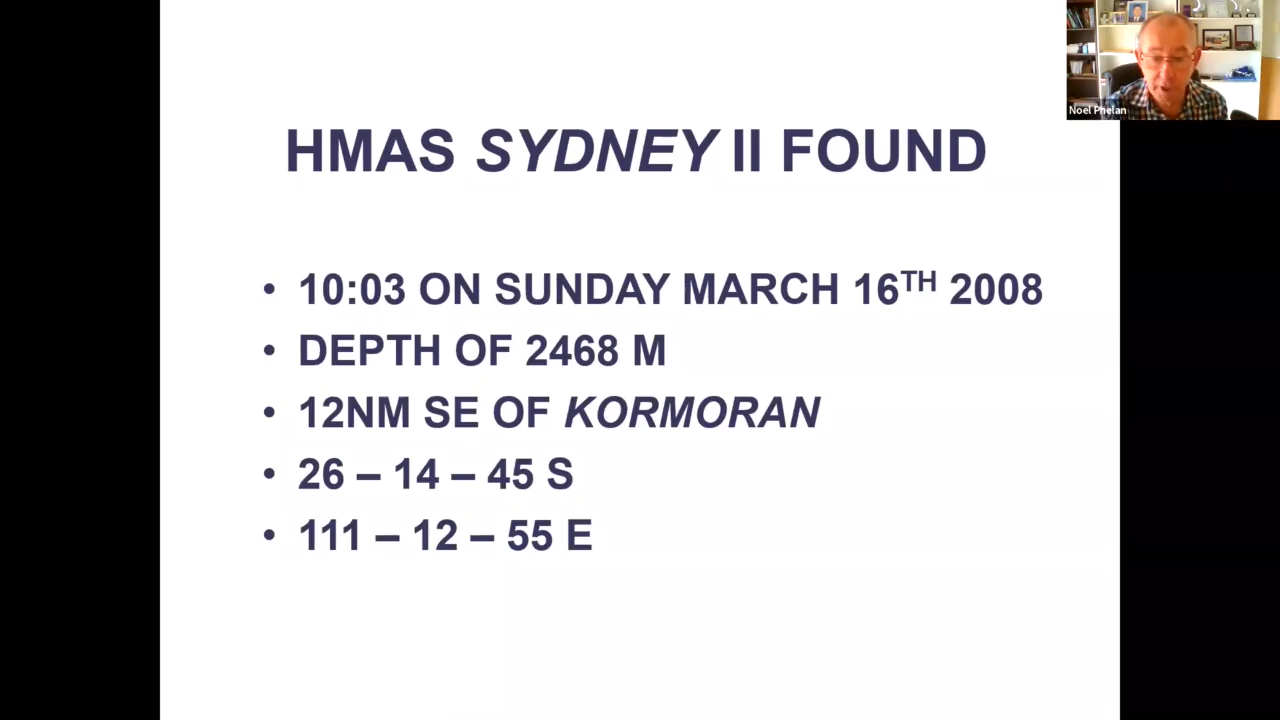 Noel Phelan
HMAS SYDNEY II FOUND
• 10:03 ON SUNDAY MARCH 16TH 2008
• DEPTH OF 2468 M
• 12NM SE OF KORMORAN
• 26 – 14 – 45 S
• 111 – 12 – 55 E